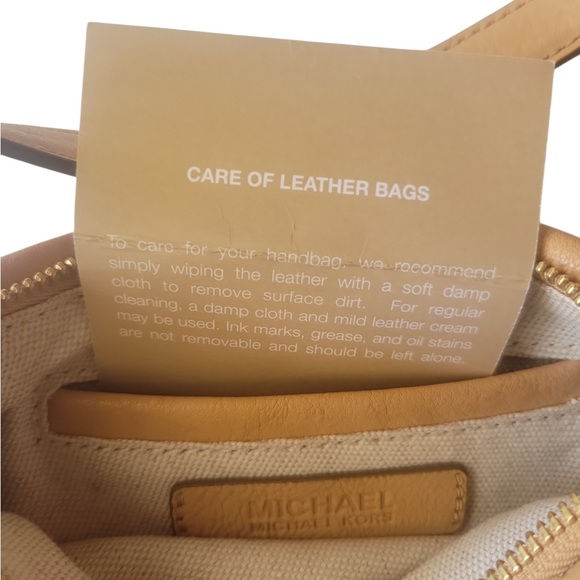 CARE OF LEATHER BAGS
To care for your handbag, we recommend
simply wiping the leather with a soft damp
cloth to remove surface dirt. For regular
cleaning, a damp cloth and mild leather cream
may be used. Ink marks, grease, and oil stains
are not removable and should be left alone.
MICHAEL
MICHAEL KORS